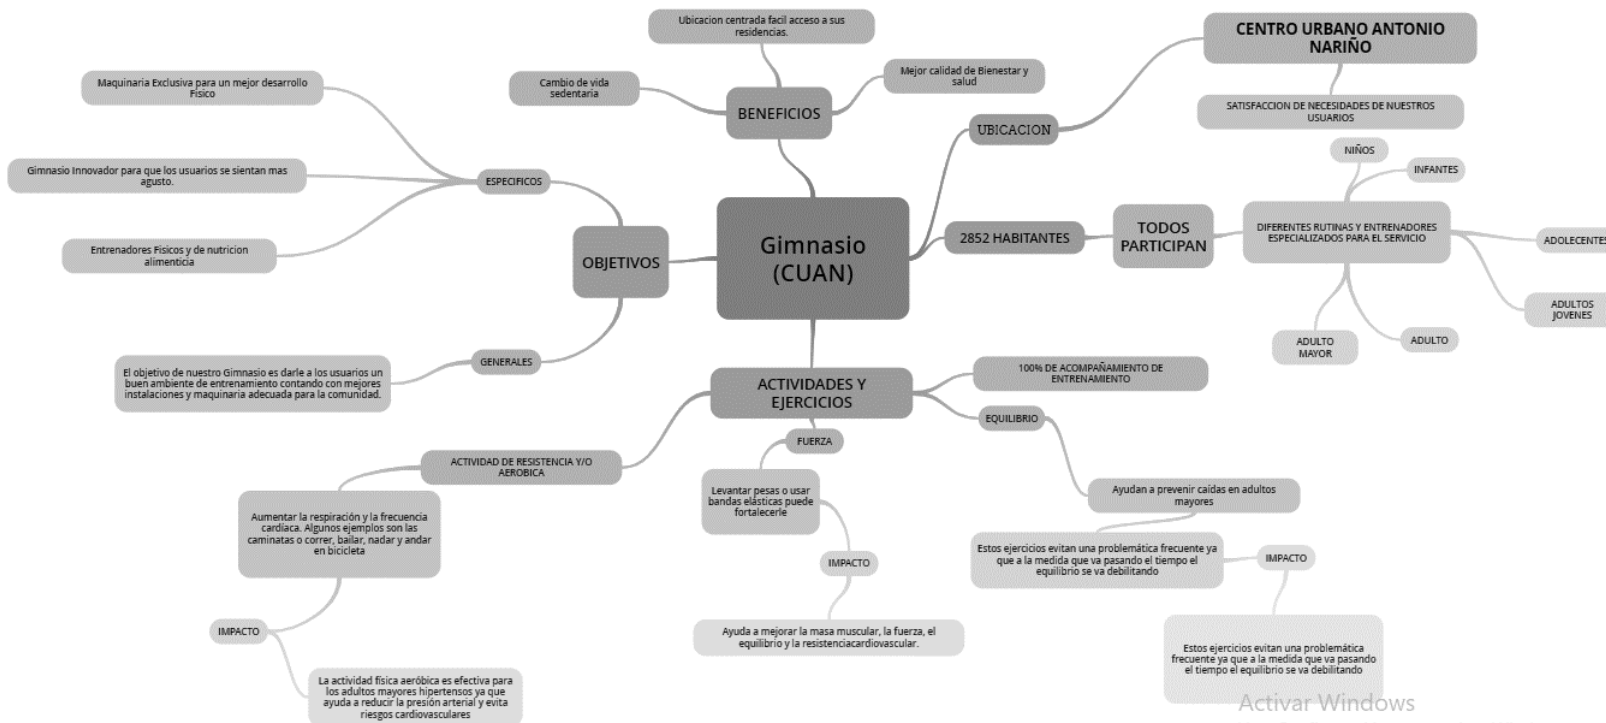 Ubicacion centrada facil acceso a sus
residencias.
Cambio de vida
sedentaria
Mejor calidad de Bienestar y
salud
BENEFICIOS
CENTRO URBANO ANTONIO
NARIÑO
SATISFACCION DE NECESIDADES DE NUESTROS
USUARIOS
UBICACION
Maquinaria Exclusiva para un mejor desarrollo
Fisico
Gimnasio Innovador para que los usuarios se sientan mas
agusto.
Entrenadores Fisicos y de nutricion
alimenticia
ESPECIFICOS
OBJETIVOS
GENERALES
El objetivo de nuestro Gimnasio es darle a los usuarios un
buen ambiente de entrenamiento contando con mejores
instalaciones y maquinaria adecuada para la comunidad.
Gimnasio
(CUAN)
2852 HABITANTES
TODOS
PARTICIPAN
DIFERENTES RUTINAS Y ENTRENADORES
ESPECIALIZADOS PARA EL SERVICIO
NIÑOS
INFANTES
ADOLECENTES
ADULTOS
JOVENES
ADULTO
ADULTO
MAYOR
ACTIVIDADES Y
EJERCICIOS
100% DE ACOMPAÑAMIENTO DE
ENTRENAMIENTO
EQUILIBRIO
Ayudan a prevenir caídas en adultos
mayores
Estos ejercicios evitan una problemática frecuente ya
que a la medida que va pasando el tiempo el
equilibrio se va debilitando
IMPACTO
Estos ejercicios evitan una problemática
frecuente ya que a la medida que va pasando
el tiempo el equilibrio se va debilitando
FUERZA
Levantar pesas o usar
bandas elásticas puede
fortalecerle
IMPACTO
Ayuda a mejorar la masa muscular, la fuerza, el
equilibrio y la resistenciacardiovascular.
ACTIVIDAD DE RESISTENCIA Y/O
AEROBICA
Aumentar la respiración y la frecuencia
cardíaca. Algunos ejemplos son las
caminatas o correr, bailar, nadar y andar
en bicicleta
IMPACTO
La actividad física aeróbica es efectiva para
los adultos mayores hipertensos ya que
ayuda a reducir la presión arterial y evita
riesgos cardiovasculares
Activar Windows